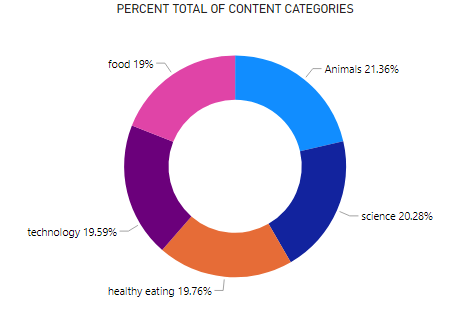 PERCENT TOTAL OF CONTENT CATEGORIES
food 19%
Animals 21.36%
science 20.28%
technology 19.59%
healthy eating 19.76%